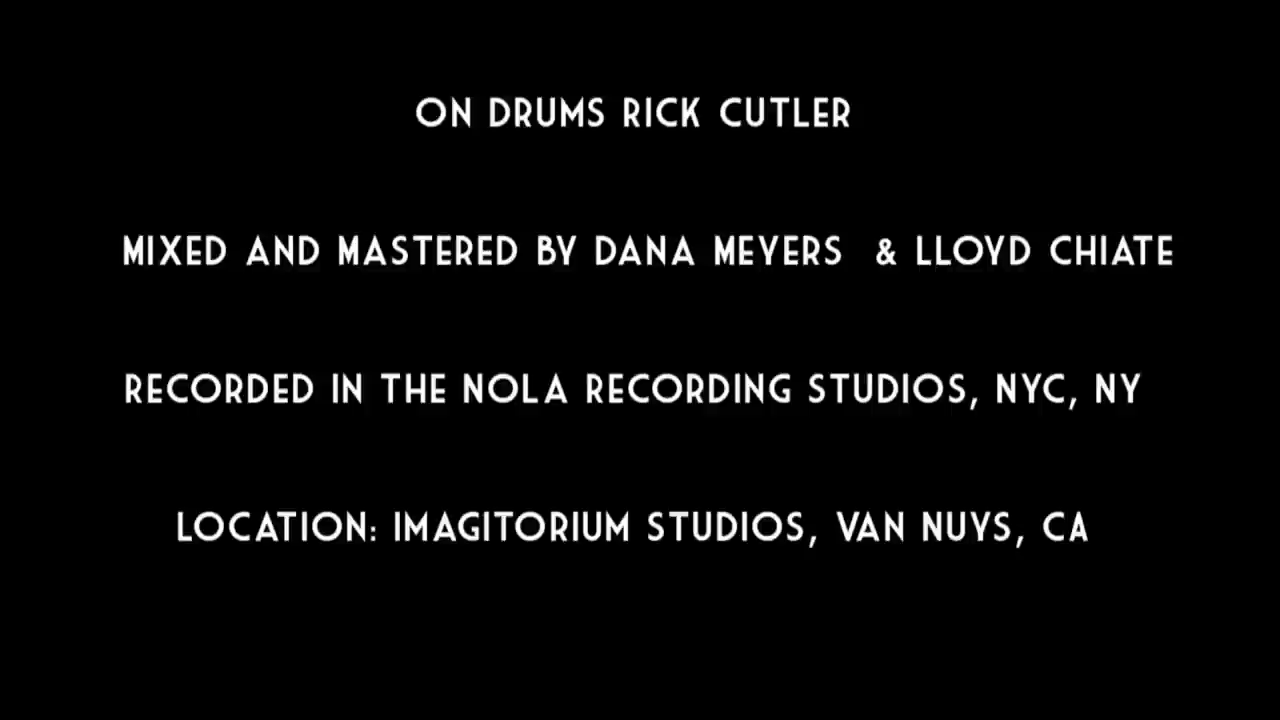 ON DRUMS RICK CUTLER
MIXED AND MASTERED BY DANA MEYERS & LLOYD CHIATE
RECORDED IN THE NOLA RECORDING STUDIOS, NYC, NY
LOCATION: IMAGITORIUM STUDIOS, VAN NUYS, CA